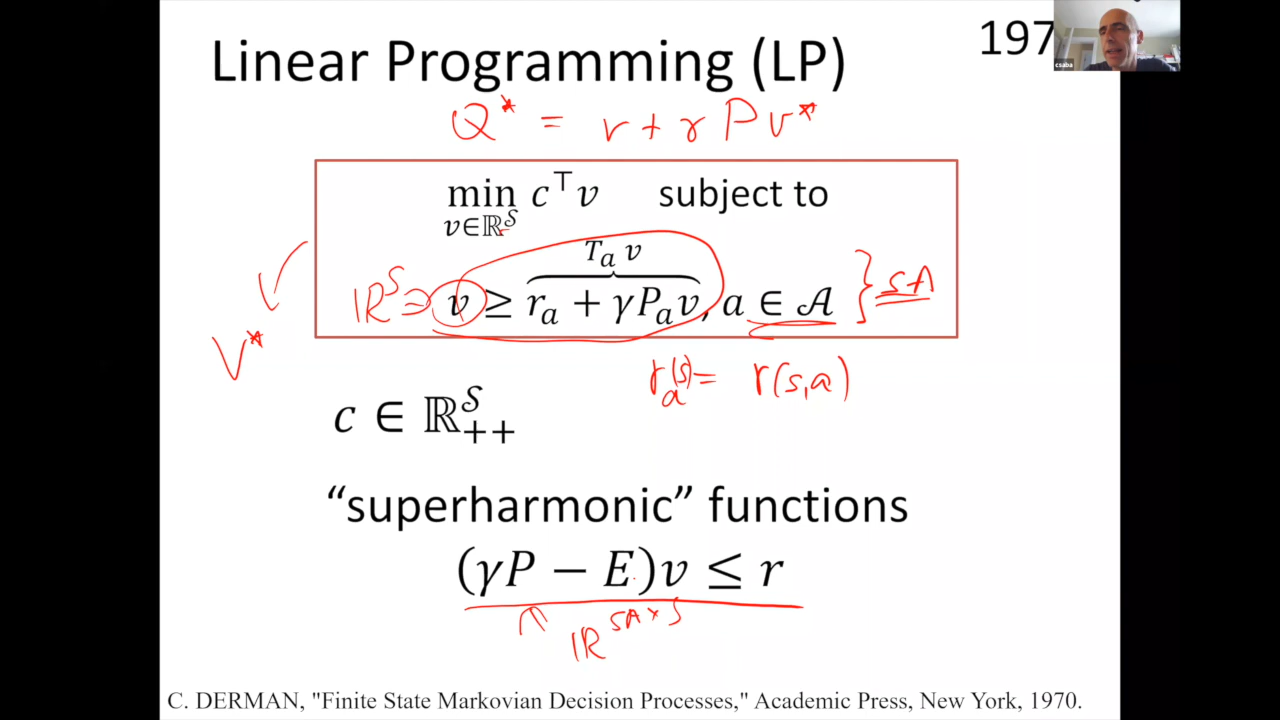 Linear Programming (LP)
197
csaba
Q* = r + γ P v*
min c⊤v subject to
v∈ℝ^𝒮
T_a v
ℝ^S ∋ v ≥ r_a + γP_a v, a ∈ 𝒜 } SA
V*
r_a(s) = r(s,a)
c ∈ ℝ^𝒮_++
“superharmonic” functions
(γP − E)v ≤ r
ℝ^SA×S
C. DERMAN, "Finite State Markovian Decision Processes," Academic Press, New York, 1970.